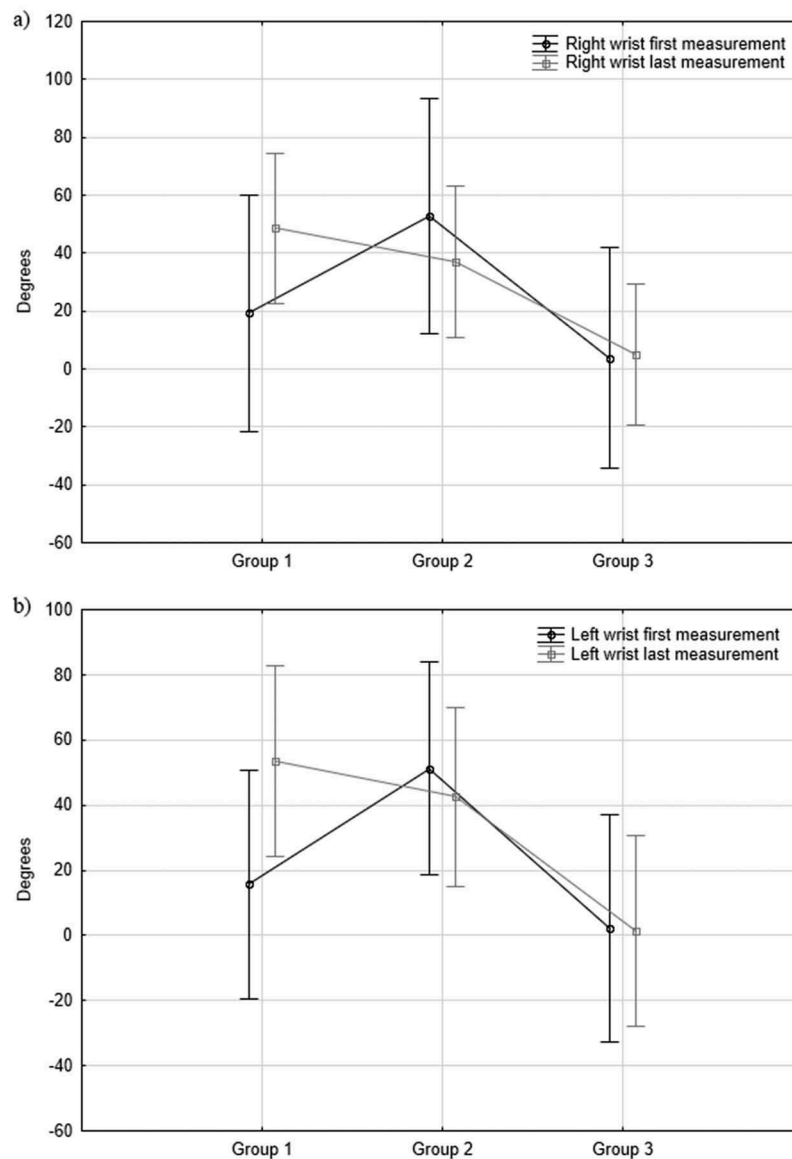 a)
120
Right wrist first measurement
Right wrist last measurement
100
80
60
40
Degrees
20
0
-20
-40
-60
Group 1 Group 2 Group 3
b)
100
Left wrist first measurement
Left wrist last measurement
80
60
40
Degrees
20
0
-20
-40
-60
Group 1 Group 2 Group 3